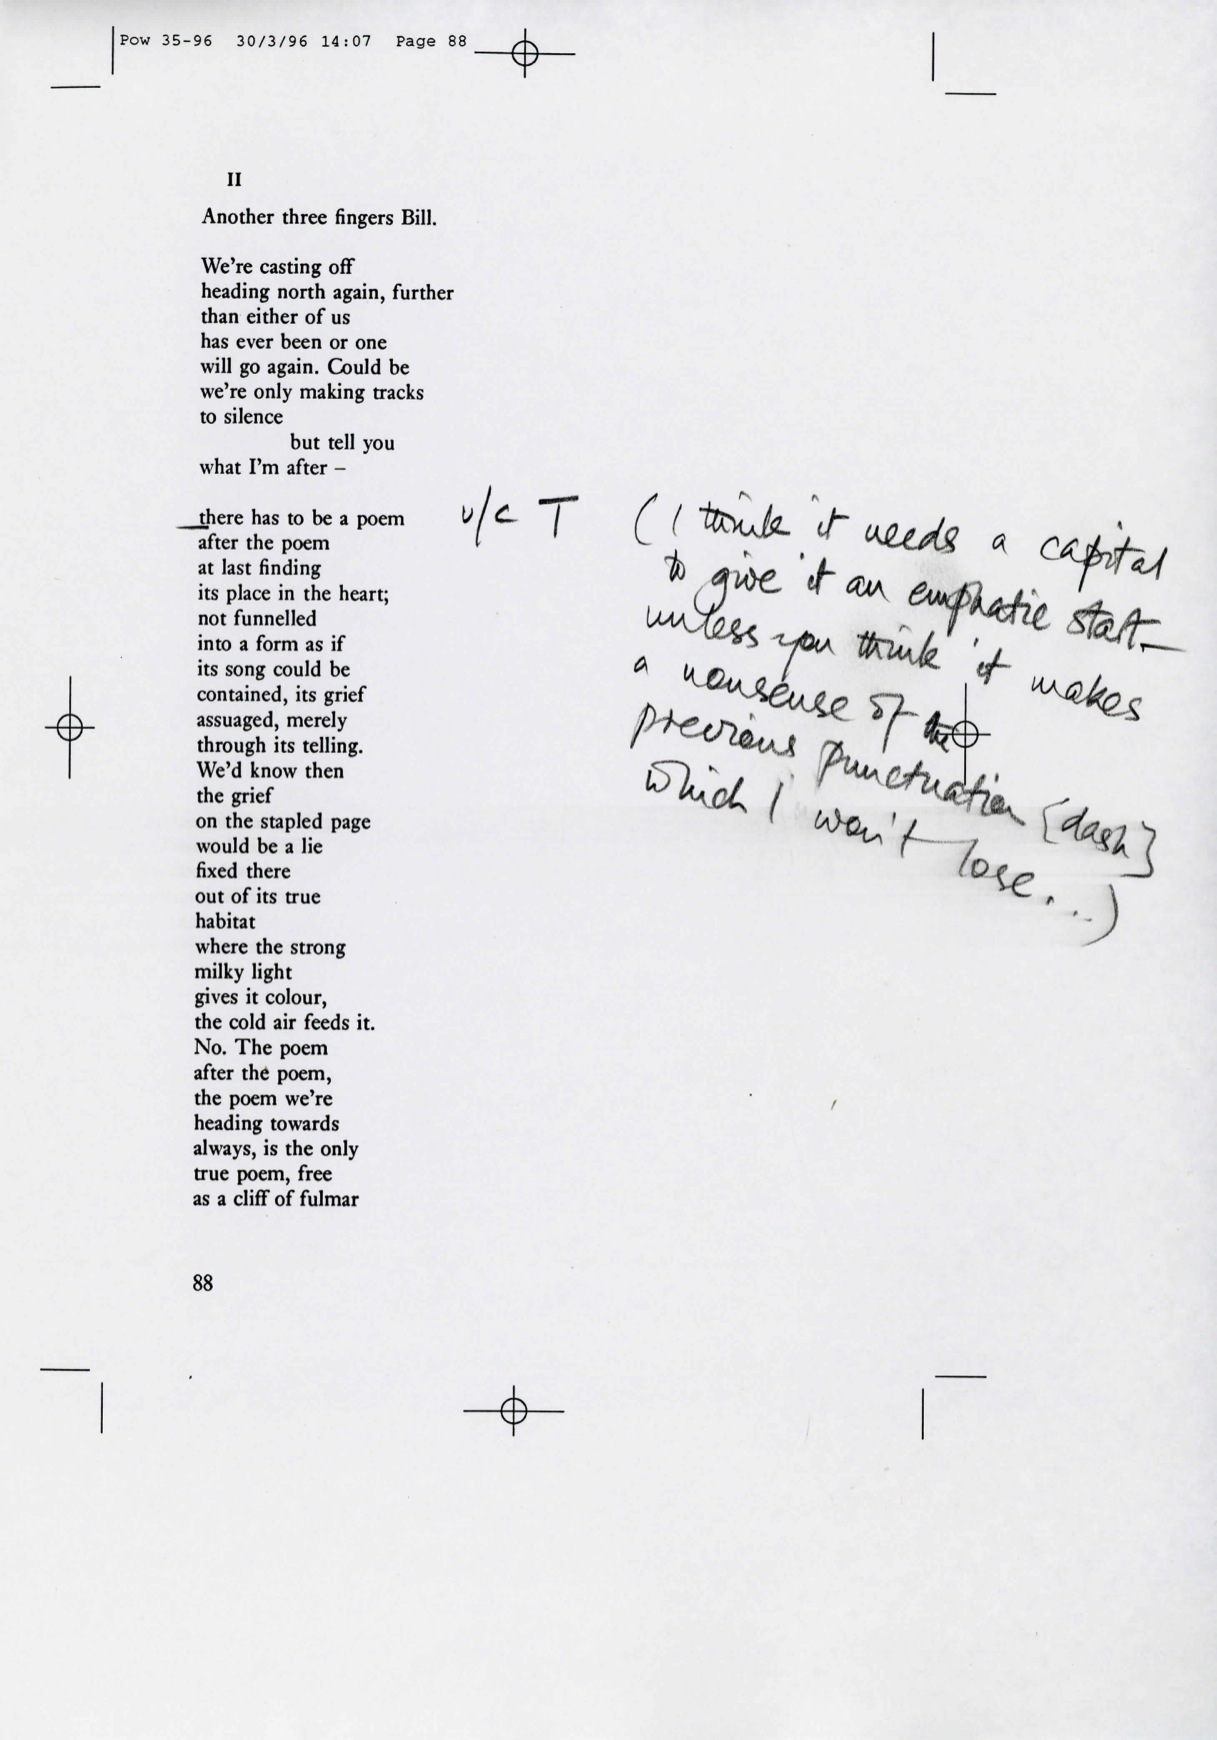 Pow 35-96 30/3/96 14:07 Page 88
II
Another three fingers Bill.
We're casting off
heading north again, further
than either of us
has ever been or one
will go again. Could be
we're only making tracks
to silence
but tell you
what I'm after –
there has to be a poem
u/c T
after the poem
at last finding
its place in the heart;
not funnelled
into a form as if
its song could be
contained, its grief
assuaged, merely
through its telling.
We'd know then
the grief
on the stapled page
would be a lie
fixed there
out of its true
habitat
where the strong
milky light
gives it colour,
the cold air feeds it.
No. The poem
after the poem,
the poem we're
heading towards
always, is the only
true poem, free
as a cliff of fulmar
(I think it needs a capital
to give it an emphatic start –
unless you think it makes
a nonsense of the
previous punctuation [dash]
which I won't lose...)
88